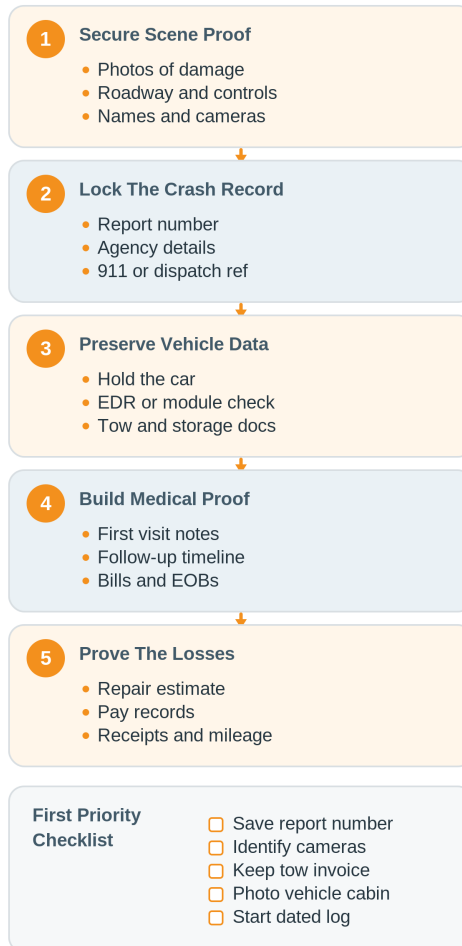 1
Secure Scene Proof
Photos of damage
Roadway and controls
Names and cameras
2
Lock The Crash Record
Report number
Agency details
911 or dispatch ref
3
Preserve Vehicle Data
Hold the car
EDR or module check
Tow and storage docs
4
Build Medical Proof
First visit notes
Follow-up timeline
Bills and EOBs
5
Prove The Losses
Repair estimate
Pay records
Receipts and mileage
First Priority
Checklist
Save report number
Identify cameras
Keep tow invoice
Photo vehicle cabin
Start dated log